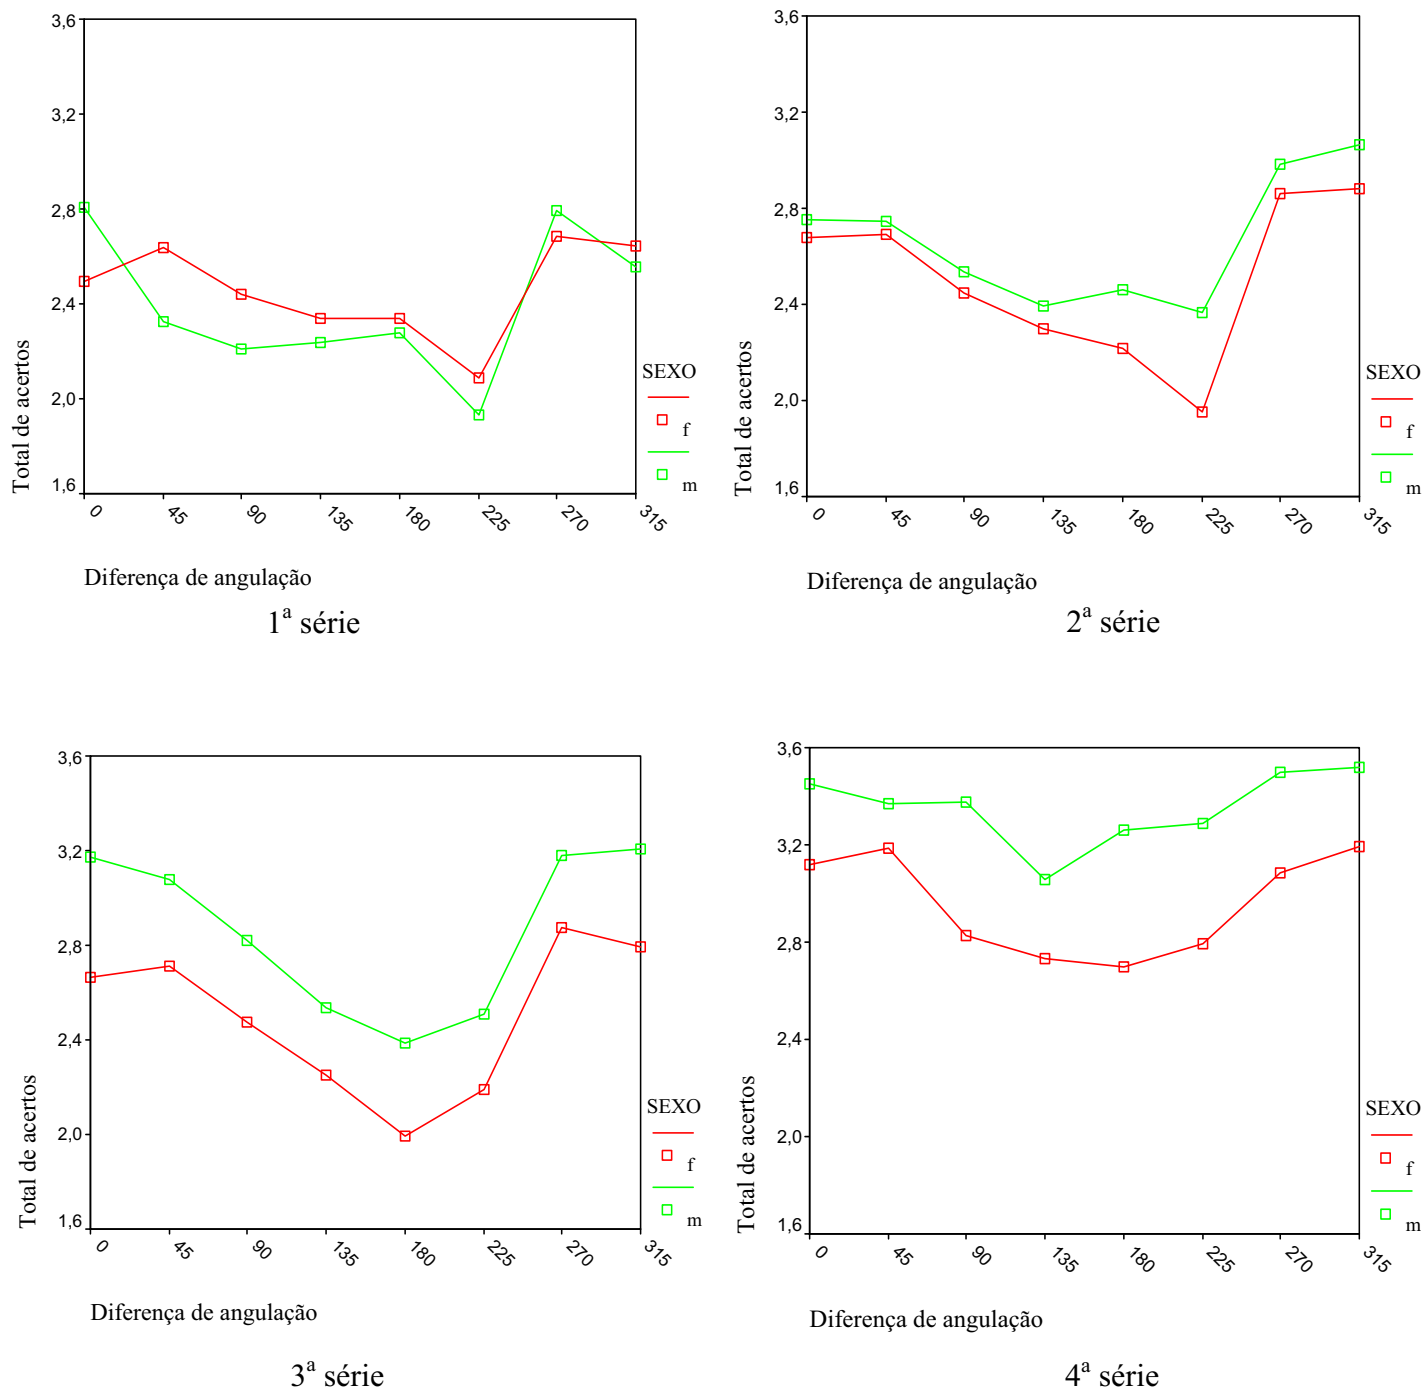 3,6
3,2
2,8
2,4
2,0
1,6
Total de acertos
0 45 90 135 180 225 270 315
Diferença de angulação
SEXO
f
m
1ª série
3,6
3,2
2,8
2,4
2,0
1,6
Total de acertos
0 45 90 135 180 225 270 315
Diferença de angulação
SEXO
f
m
2ª série
3,6
3,2
2,8
2,4
2,0
1,6
Total de acertos
0 45 90 135 180 225 270 315
Diferença de angulação
SEXO
f
m
3ª série
3,6
3,2
2,8
2,4
2,0
1,6
Total de acertos
0 45 90 135 180 225 270 315
Diferença de angulação
SEXO
f
m
4ª série